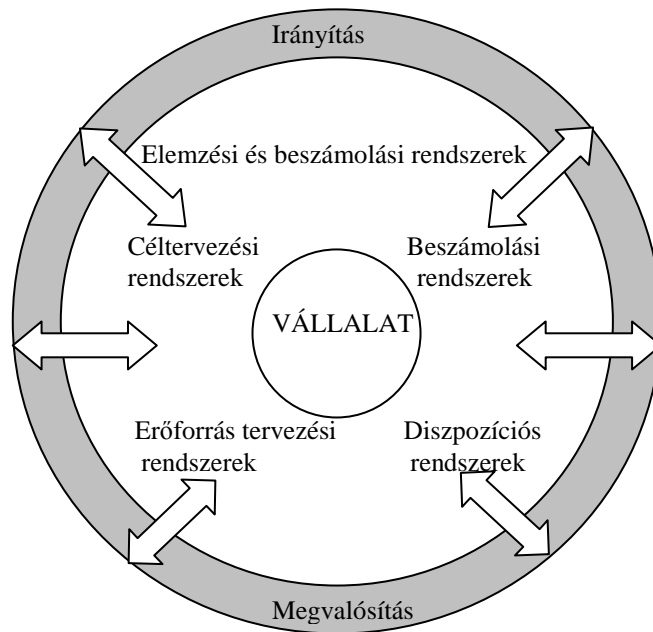 Irányítás
Elemzési és beszámolási rendszerek
Céltervezési
rendszerek
Beszámolási
rendszerek
VÁLLALAT
Erőforrás tervezési
rendszerek
Diszpozíciós
rendszerek
Megvalósítás